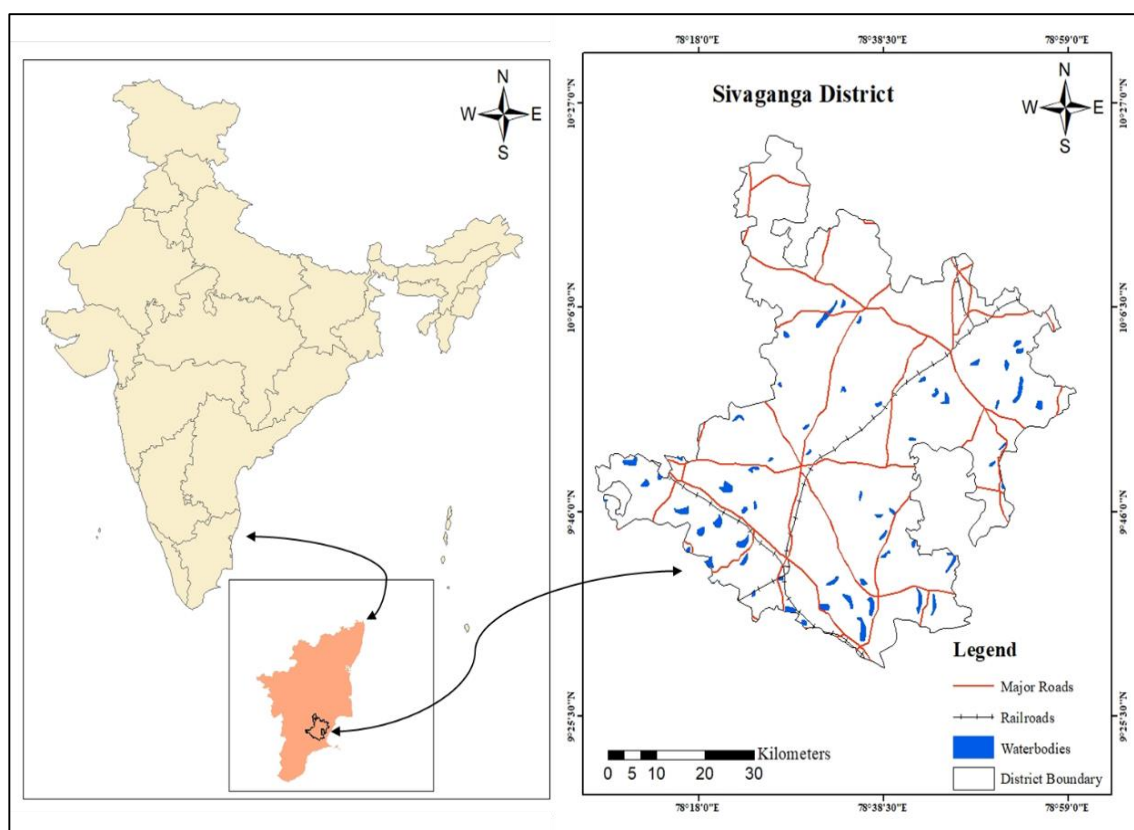 N
W E
S
78°18'0"E 78°38'30"E 78°59'0"E
Sivaganga District
N
W E
S
10°27'0"N
10°27'0"N
10°6'30"N
10°6'30"N
9°46'0"N
9°46'0"N
9°25'30"N
9°25'30"N
Legend
Major Roads
Railroads
Waterbodies
District Boundary
Kilometers
0 5 10 20 30
78°18'0"E 78°38'30"E 78°59'0"E